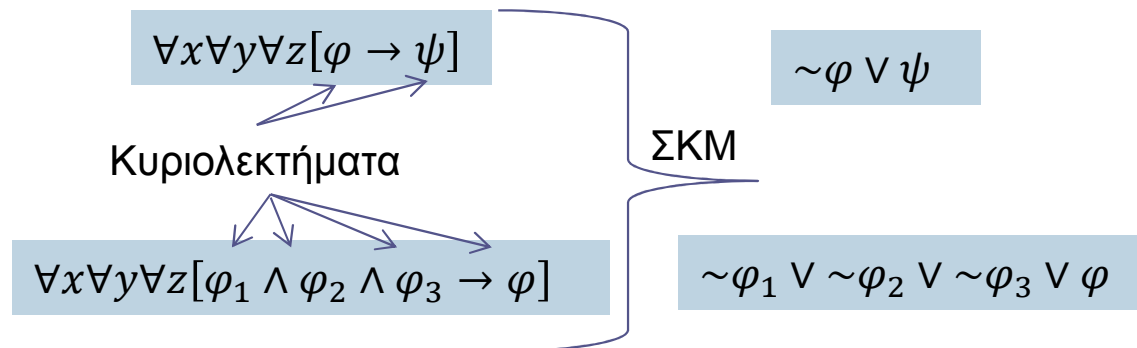 ∀x∀y∀z[φ → ψ]
~φ ∨ ψ
Κυριολεκτήματα
ΣΚΜ
∀x∀y∀z[φ₁ ∧ φ₂ ∧ φ₃ → φ]
~φ₁ ∨ ~φ₂ ∨ ~φ₃ ∨ φ